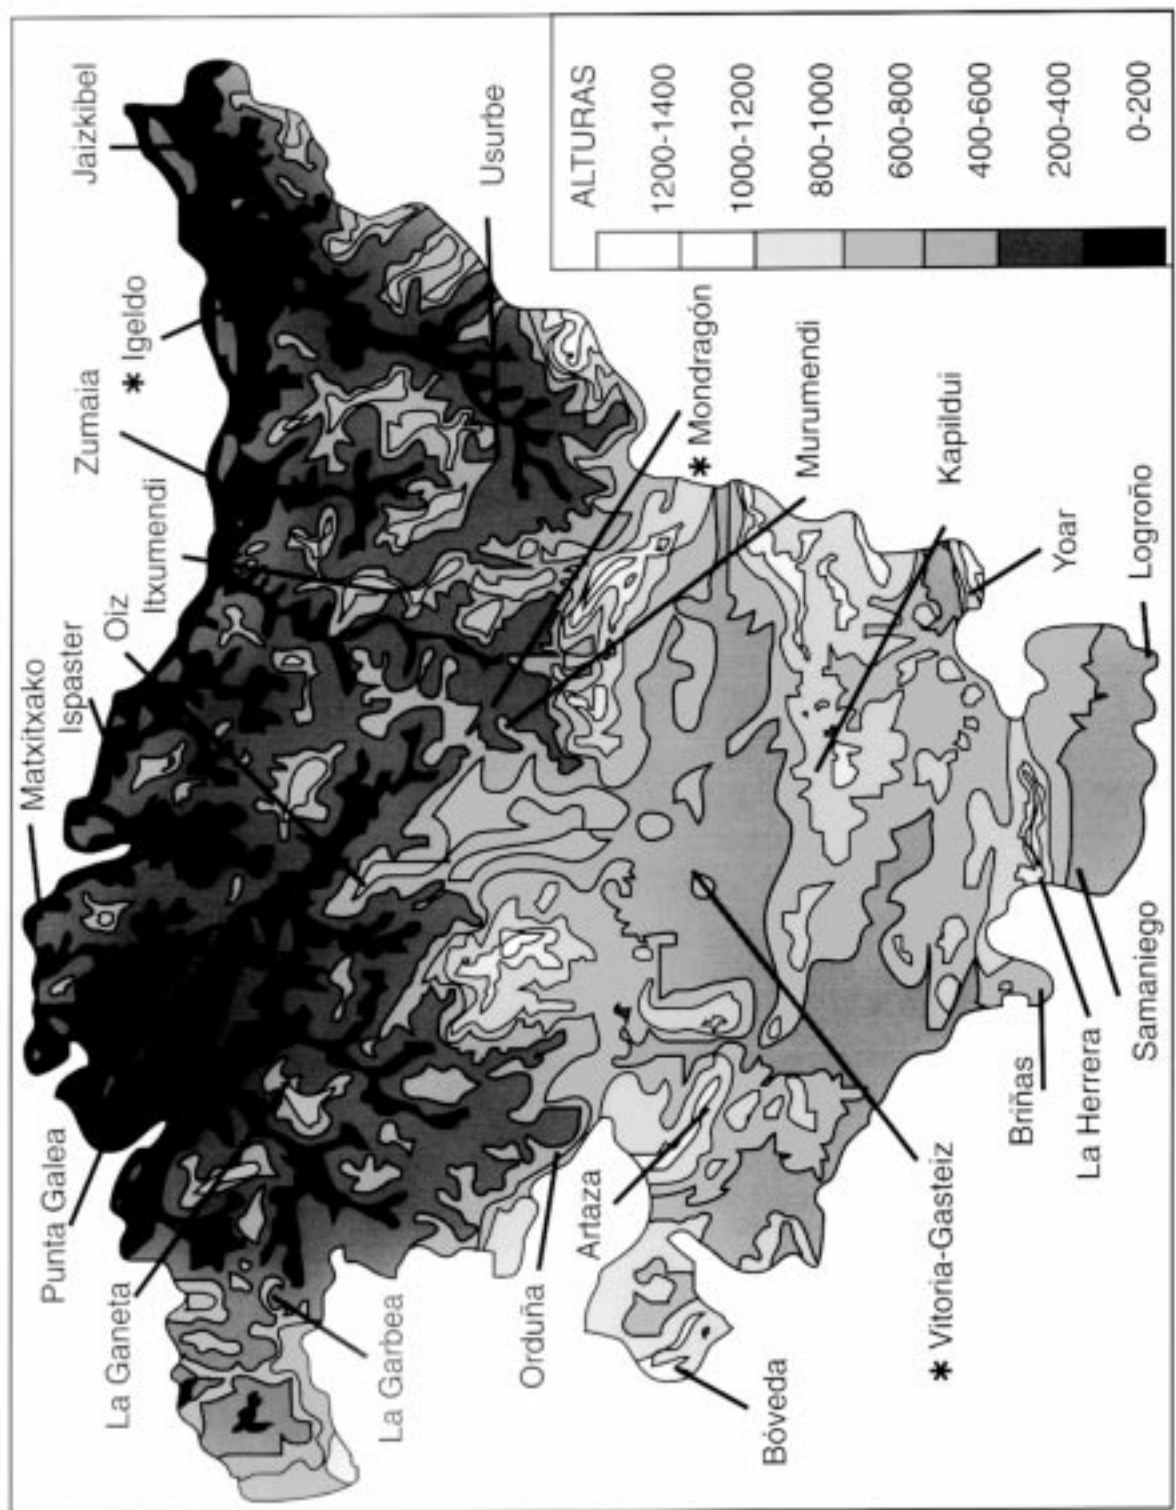 Punta Galea
Matxitxako
Ispaster
Oiz
Itxumendi
Zumaia
* Igeldo
Jaizkibel
La Ganeta
La Garbea
Orduña
Artaza
Bóveda
Usurbe
* Mondragón
Murumendi
Kapildui
Yoar
Logroño
* Vitoria-Gasteiz
Briñas
La Herrera
Samaniego
ALTURAS
1200-1400
1000-1200
800-1000
600-800
400-600
200-400
0-200